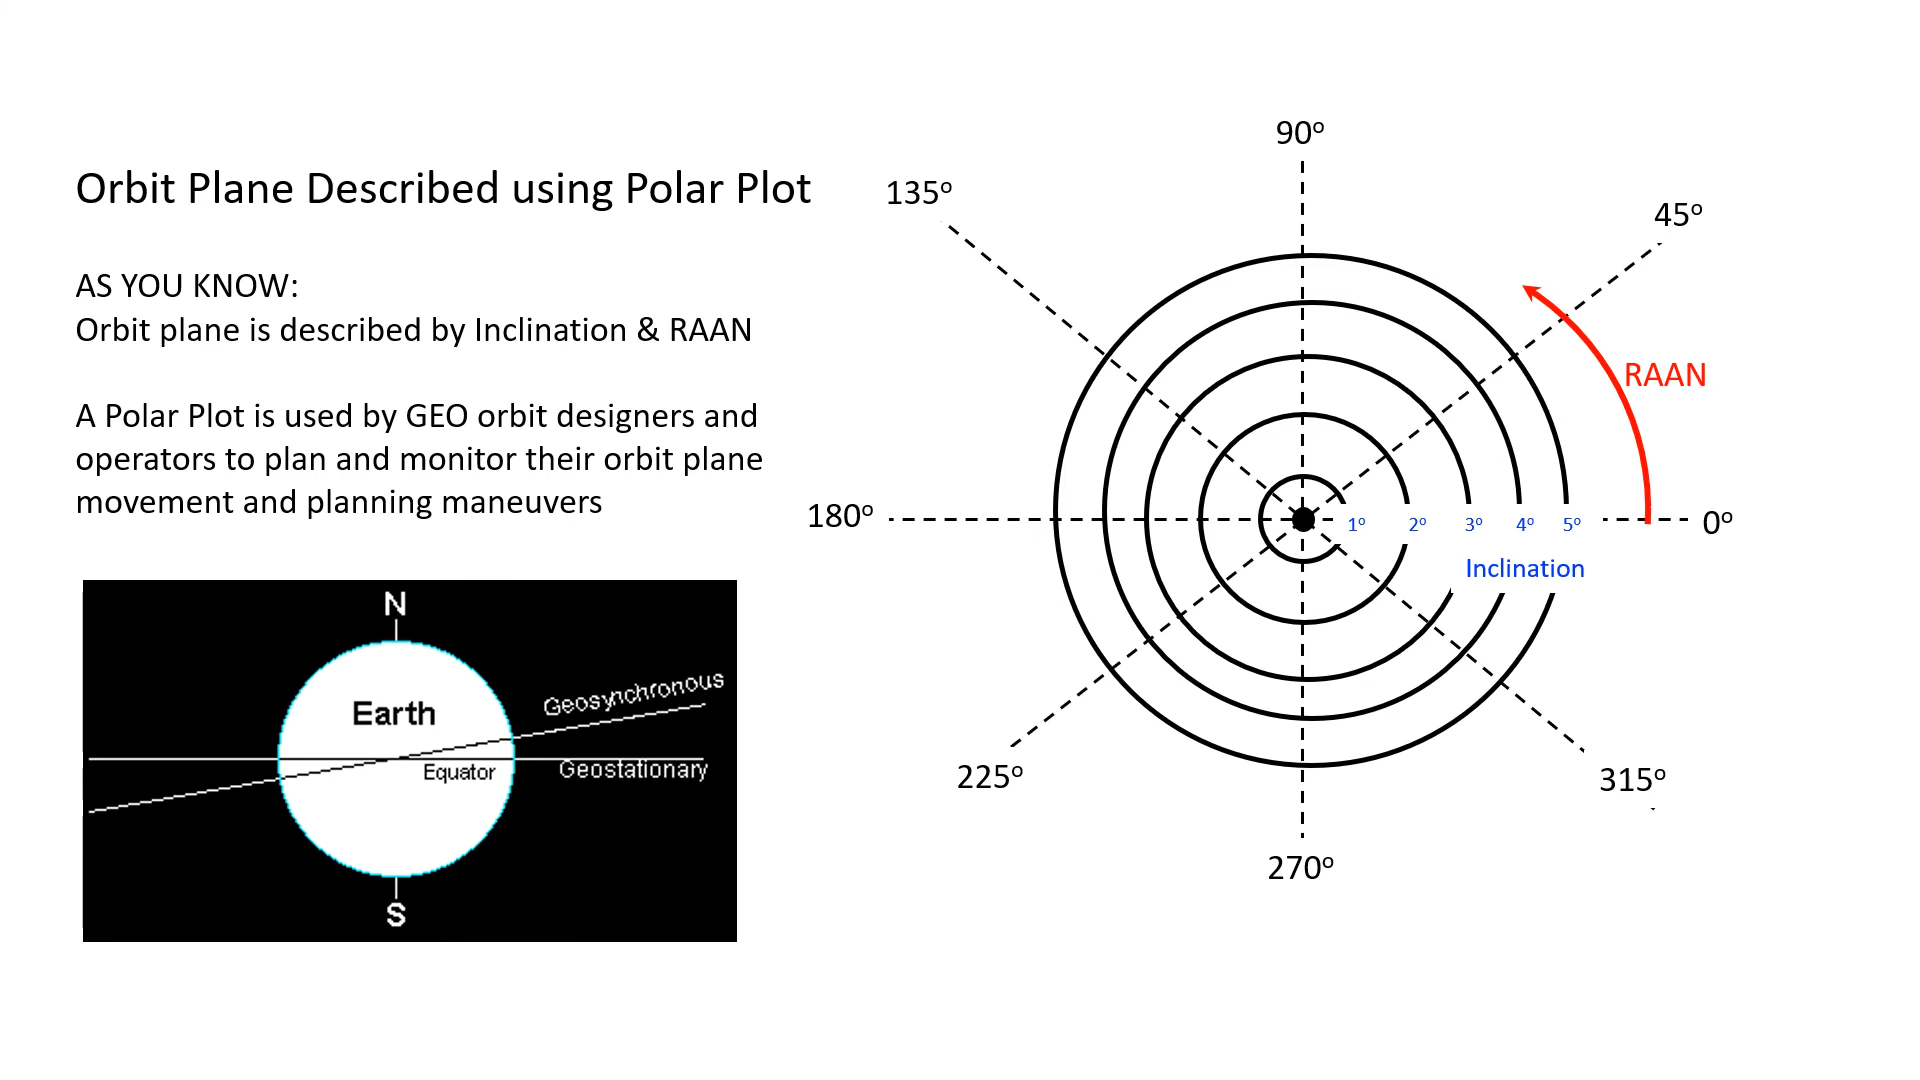 Orbit Plane Described using Polar Plot
AS YOU KNOW:
Orbit plane is described by Inclination & RAAN
A Polar Plot is used by GEO orbit designers and
operators to plan and monitor their orbit plane
movement and planning maneuvers
N
Earth
Geosynchronous
Equator
Geostationary
S
90º
135º
45º
RAAN
180º
1º 2º 3º 4º 5º
0º
Inclination
225º
315º
270º